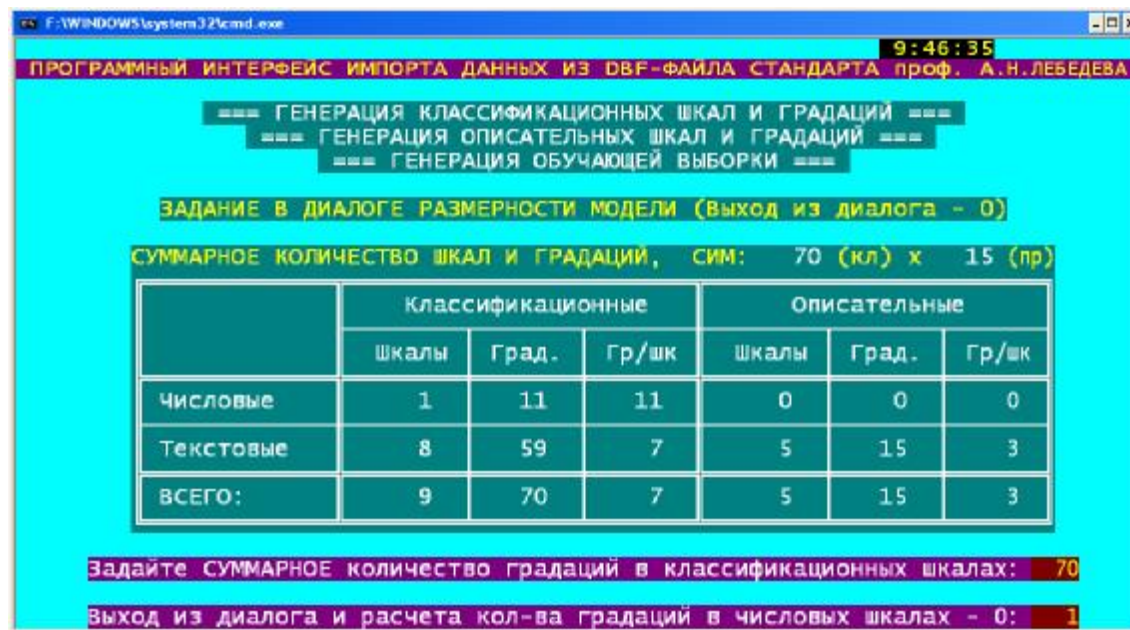 F:\WINDOWS\system32\cmd.exe
9:46:35
ПРОГРАММНЫЙ ИНТЕРФЕЙС ИМПОРТА ДАННЫХ ИЗ DBF-ФАЙЛА СТАНДАРТА проф. А.Н.ЛЕБЕДЕВА
=== ГЕНЕРАЦИЯ КЛАССИФИКАЦИОННЫХ ШКАЛ И ГРАДАЦИЙ ===
=== ГЕНЕРАЦИЯ ОПИСАТЕЛЬНЫХ ШКАЛ И ГРАДАЦИЙ ===
=== ГЕНЕРАЦИЯ ОБУЧАЮЩЕЙ ВЫБОРКИ ===
ЗАДАНИЕ В ДИАЛОГЕ РАЗМЕРНОСТИ МОДЕЛИ (Выход из диалога - 0)
СУММАРНОЕ КОЛИЧЕСТВО ШКАЛ И ГРАДАЦИЙ, СИМ: 70 (кл) x 15 (пр)
Классификационные Описательные
Шкалы Град. Гр/шк Шкалы Град. Гр/шк
Числовые 1 11 11 0 0 0
Текстовые 8 59 7 5 15 3
ВСЕГО: 9 70 7 5 15 3
Задайте СУММАРНОЕ количество градаций в классификационных шкалах: 70
Выход из диалога и расчета кол-ва градаций в числовых шкалах - 0: 1